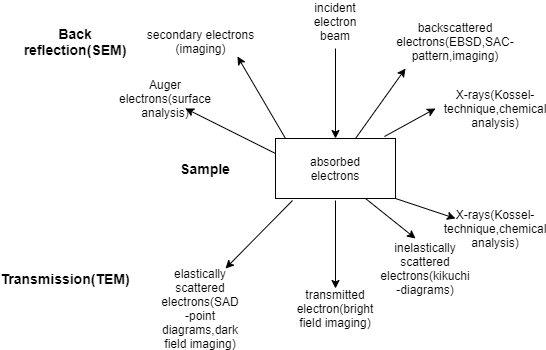 Back
reflection(SEM)
secondary electrons
(imaging)
incident
electron
beam
backscattered
electrons(EBSD,SAC-
pattern,imaging)
Auger
electrons(surface
analysis)
X-rays(Kossel-
technique,chemical
analysis)
Sample
absorbed
electrons
X-rays(Kossel-
technique,chemical
analysis)
Transmission(TEM)
elastically
scattered
electrons(SAD
-point
diagrams,dark
field imaging)
transmitted
electron(bright
field imaging)
inelastically
scattered
electrons(kikuchi
-diagrams)